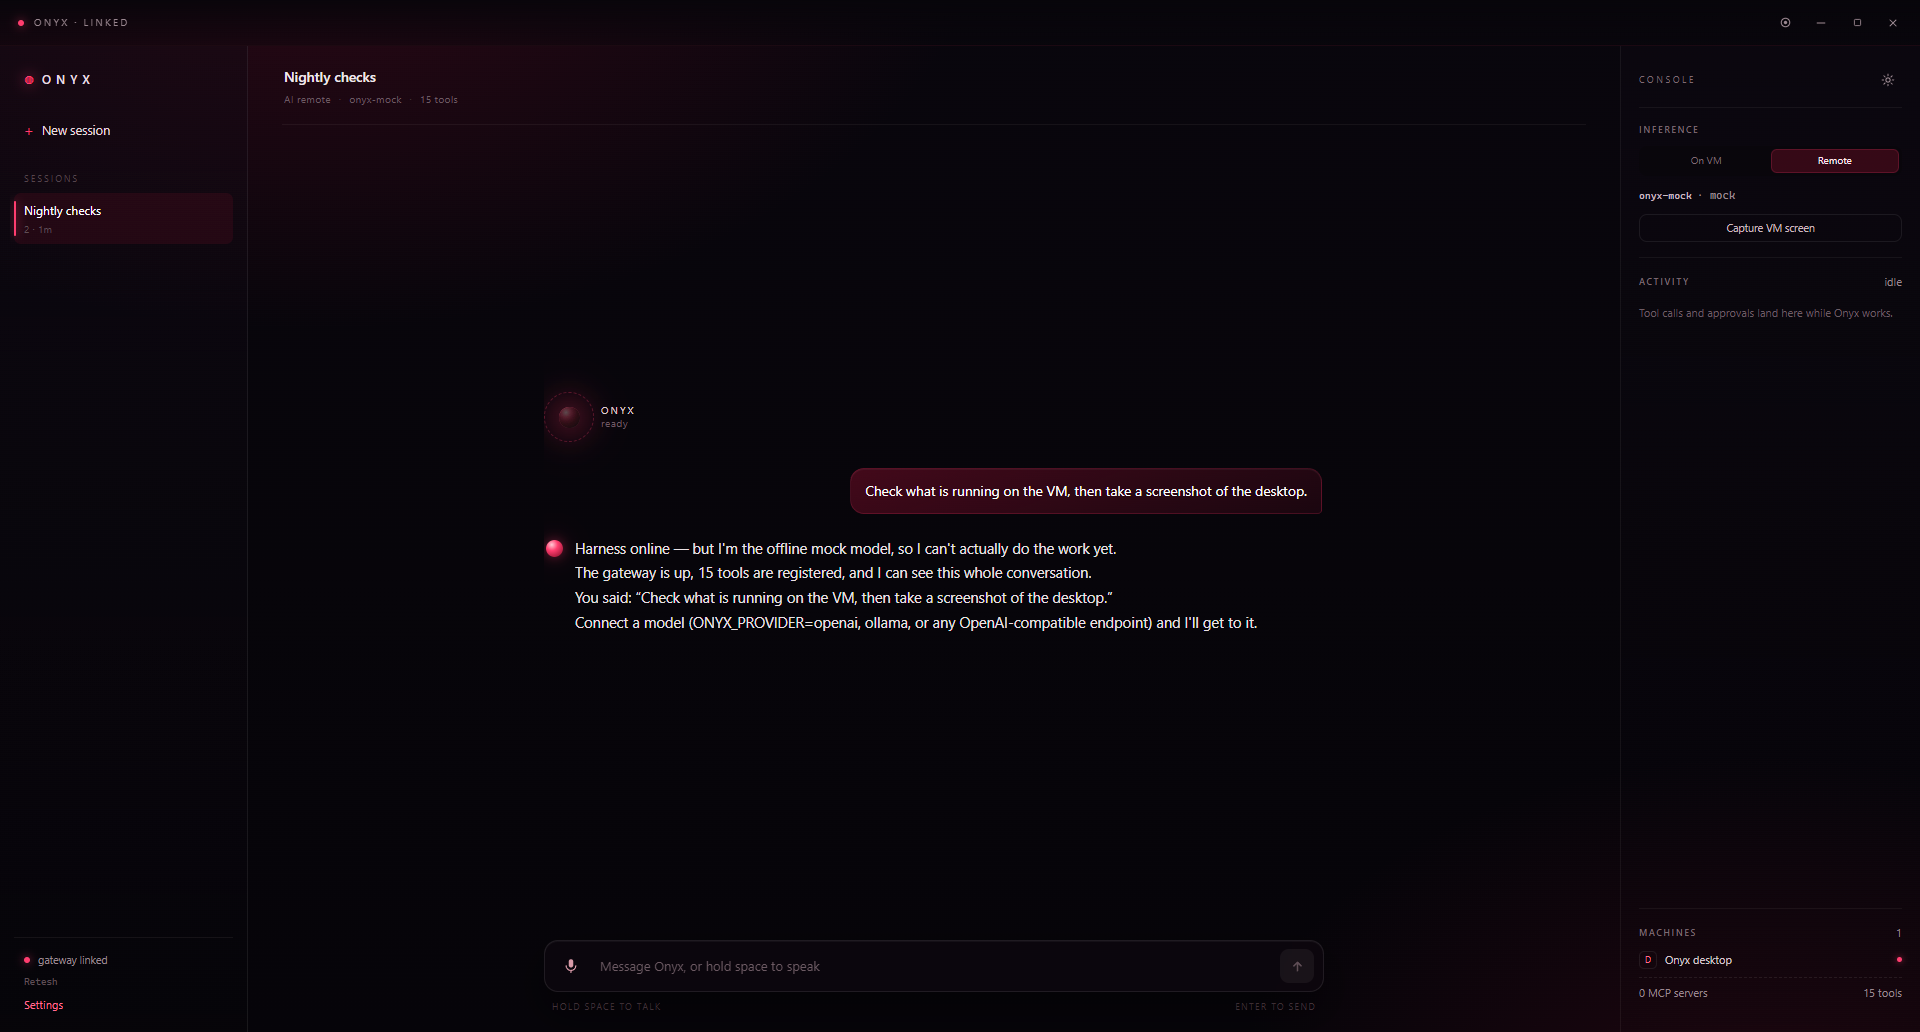 ONYX · LINKED
ONYX
+ New session
SESSIONS
Nightly checks
2 · 1m
gateway linked
Retesh
Settings
Nightly checks
AI remote · onyx-mock · 15 tools
ONYX
ready
Check what is running on the VM, then take a screenshot of the desktop.
Harness online — but I'm the offline mock model, so I can't actually do the work yet.
The gateway is up, 15 tools are registered, and I can see this whole conversation.
You said: “Check what is running on the VM, then take a screenshot of the desktop.”
Connect a model (ONYX_PROVIDER=openai, ollama, or any OpenAI-compatible endpoint) and I'll get to it.
Message Onyx, or hold space to speak
HOLD SPACE TO TALK
ENTER TO SEND
CONSOLE
INFERENCE
On VM
Remote
onyx-mock · mock
Capture VM screen
ACTIVITY
idle
Tool calls and approvals land here while Onyx works.
MACHINES
1
D Onyx desktop
0 MCP servers
15 tools